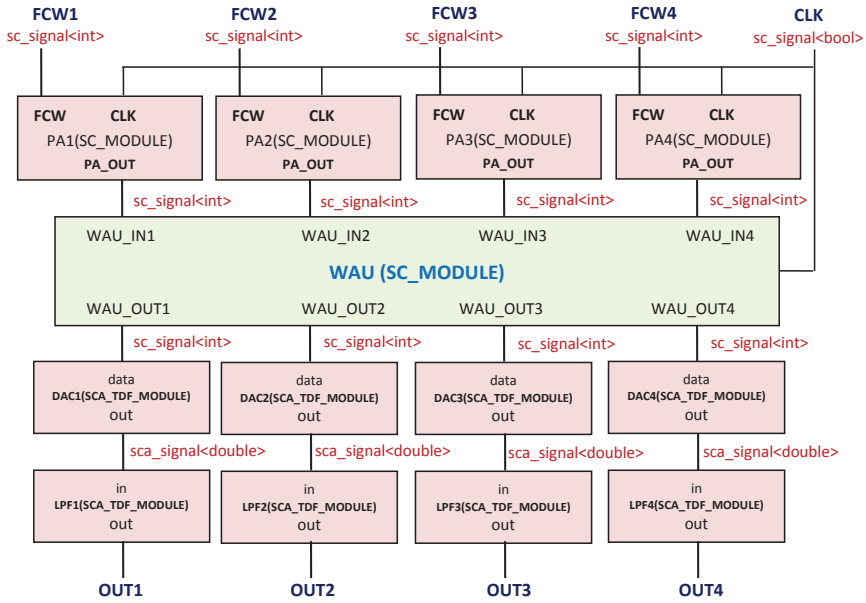 FCW1 FCW2 FCW3 FCW4 CLK
sc_signal<int> sc_signal<int> sc_signal<int> sc_signal<int> sc_signal<bool>
FCW CLK FCW CLK FCW CLK FCW CLK
PA1(SC_MODULE) PA2(SC_MODULE) PA3(SC_MODULE) PA4(SC_MODULE)
PA_OUT PA_OUT PA_OUT PA_OUT
sc_signal<int> sc_signal<int> sc_signal<int> sc_signal<int>
WAU_IN1 WAU_IN2 WAU_IN3 WAU_IN4
WAU (SC_MODULE)
WAU_OUT1 WAU_OUT2 WAU_OUT3 WAU_OUT4
sc_signal<int> sc_signal<int> sc_signal<int> sc_signal<int>
data data data data
DAC1(SCA_TDF_MODULE) DAC2(SCA_TDF_MODULE) DAC3(SCA_TDF_MODULE) DAC4(SCA_TDF_MODULE)
out out out out
sca_signal<double> sca_signal<double> sca_signal<double> sca_signal<double>
in in in in
LPF1(SCA_TDF_MODULE) LPF2(SCA_TDF_MODULE) LPF3(SCA_TDF_MODULE) LPF4(SCA_TDF_MODULE)
out out out out
OUT1 OUT2 OUT3 OUT4